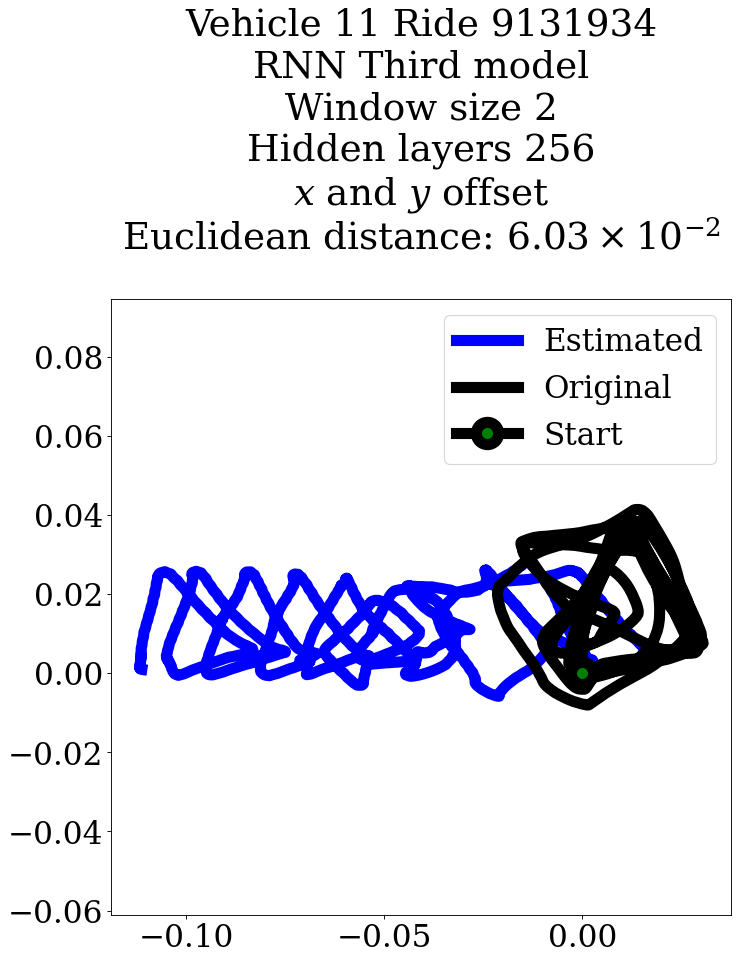 Vehicle 11 Ride 9131934
RNN Third model
Window size 2
Hidden layers 256
x and y offset
Euclidean distance: 6.03 × 10⁻²
Estimated
Original
Start
0.08
0.06
0.04
0.02
0.00
−0.02
−0.04
−0.06
−0.10 −0.05 0.00